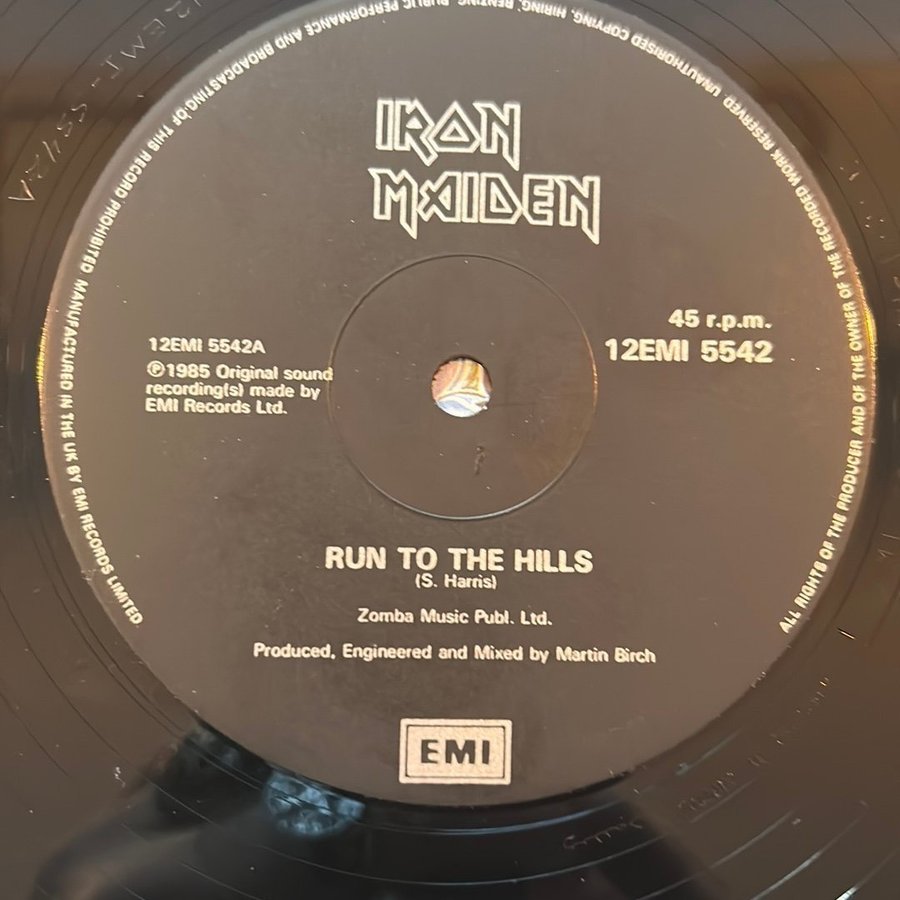 IRON
MAIDEN
45 r.p.m.
12EMI 5542
12EMI 5542A
℗1985 Original sound
recording(s) made by
EMI Records Ltd.
RUN TO THE HILLS
(S. Harris)
Zomba Music Publ. Ltd.
Produced, Engineered and Mixed by Martin Birch
EMI
ALL RIGHTS OF THE PRODUCER AND OF THE OWNER OF THE RECORDED WORK RESERVED. UNAUTHORISED COPYING, HIRING, RENTING, PUBLIC PERFORMANCE AND BROADCASTING OF THIS RECORD PROHIBITED MANUFACTURED IN THE UK BY EMI RECORDS LIMITED